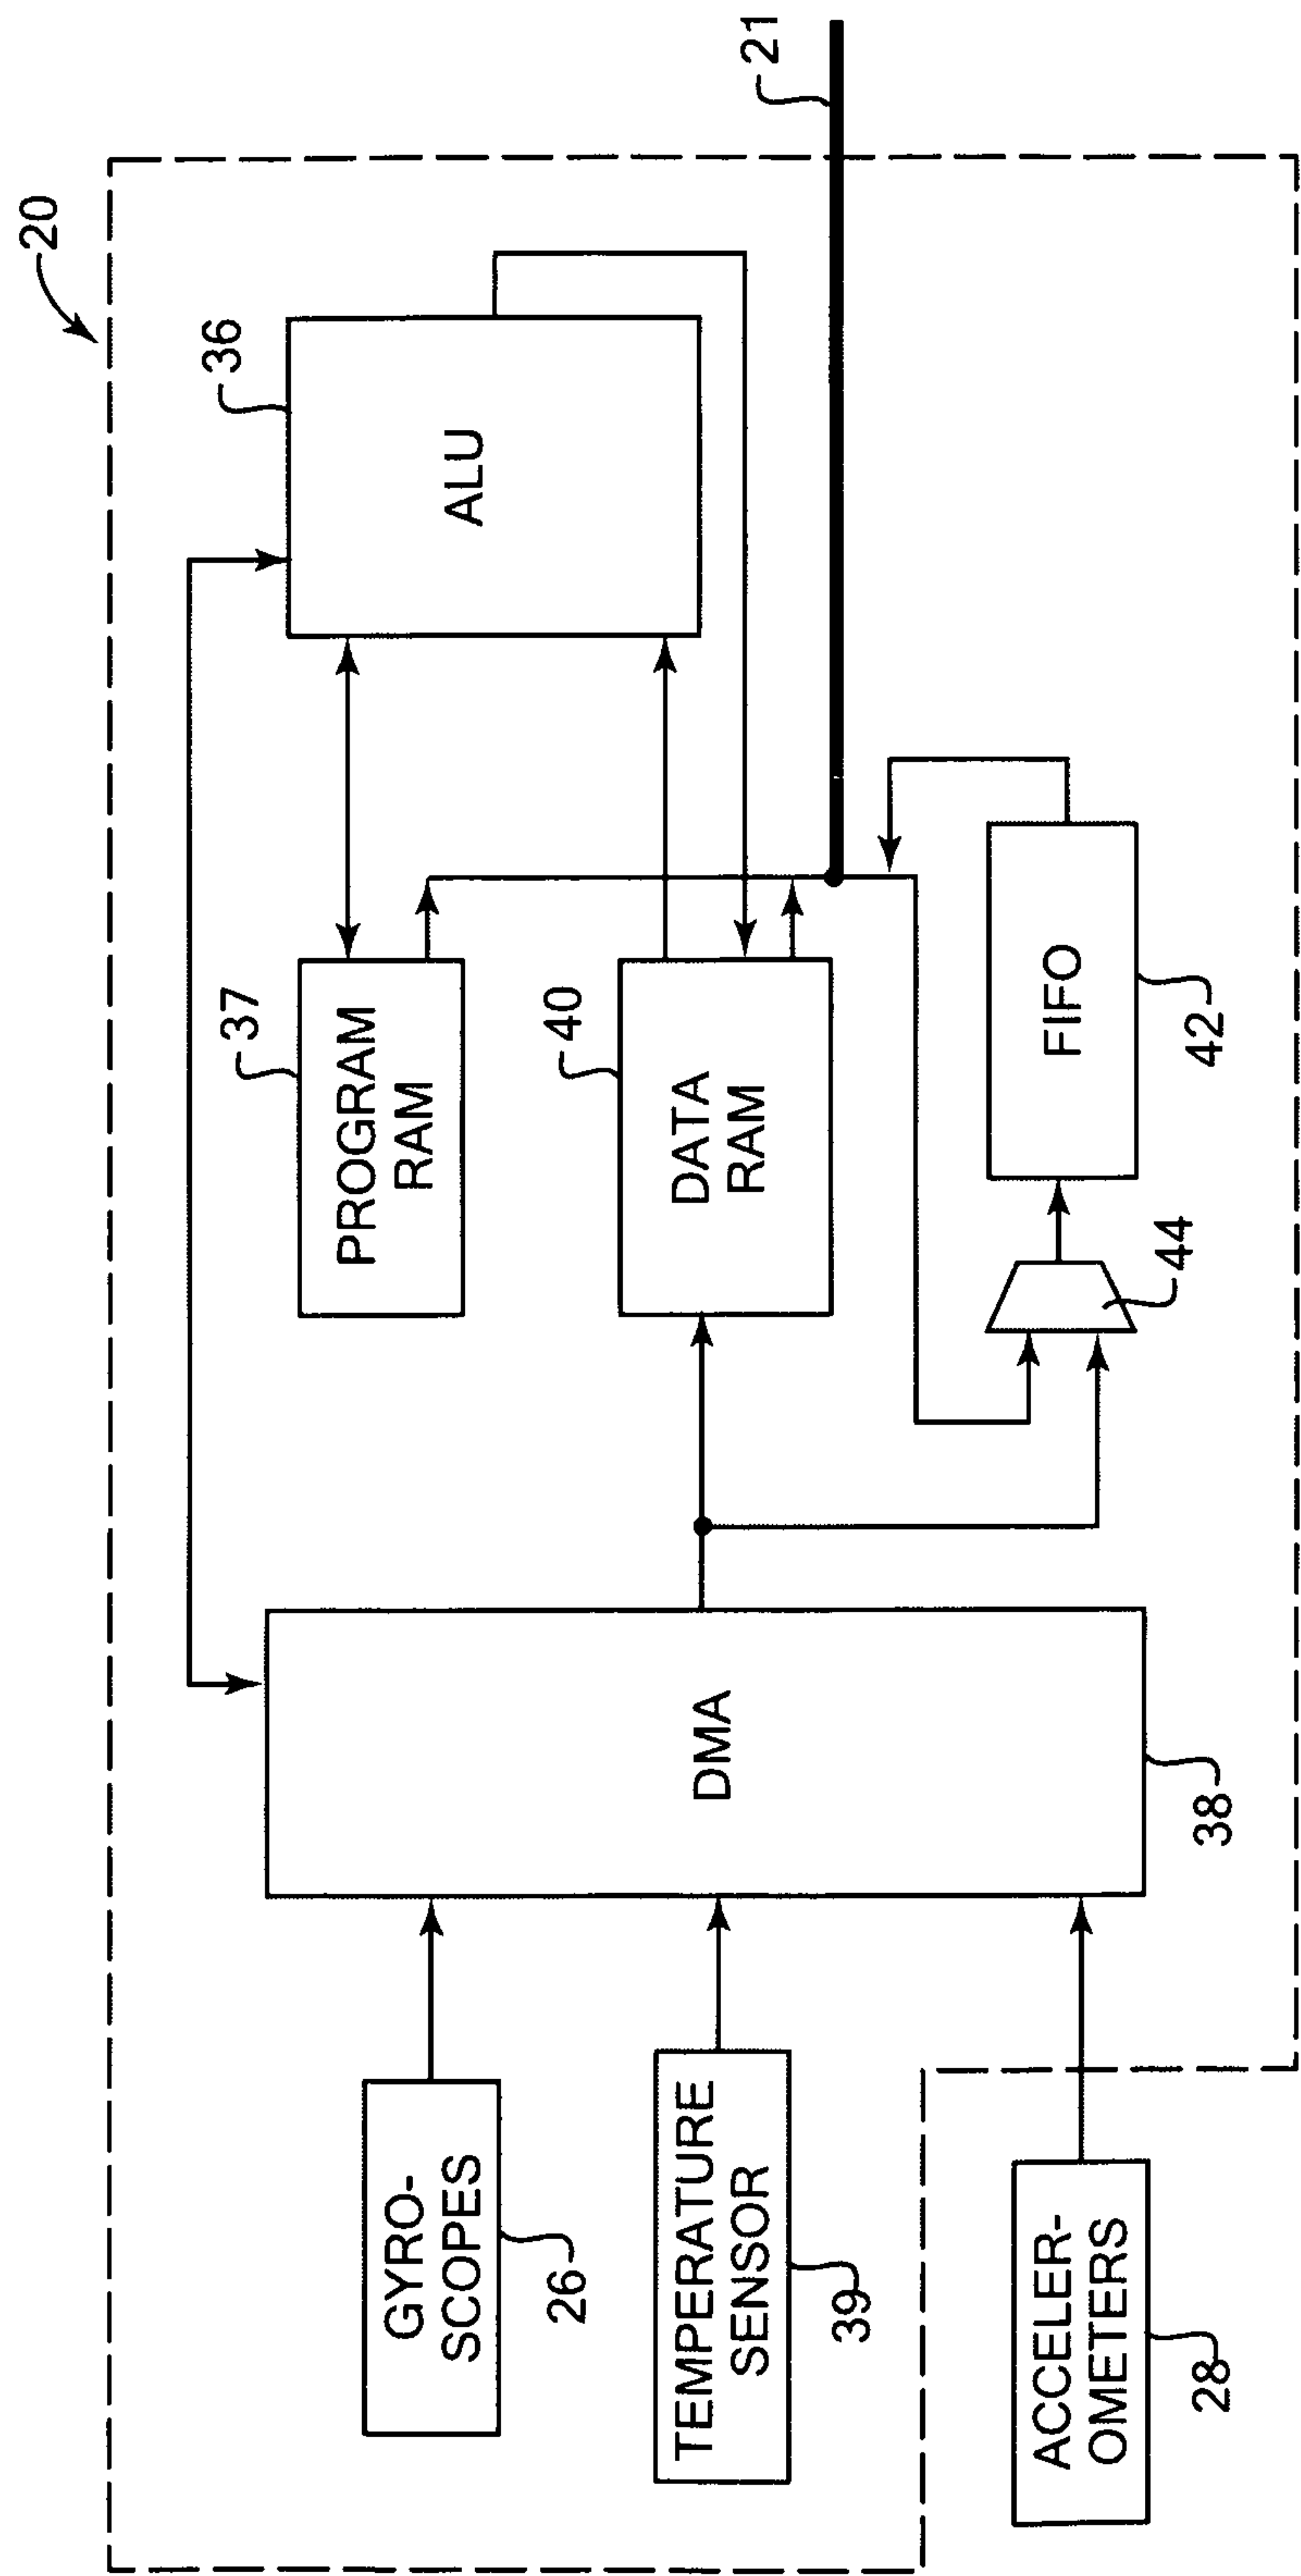 20
21
36
ALU
37
PROGRAM
RAM
40
DATA
RAM
FIFO
42
44
DMA
38
GYRO-
SCOPES
26
TEMPERATURE
SENSOR
39
ACCELER-
OMETERS
28